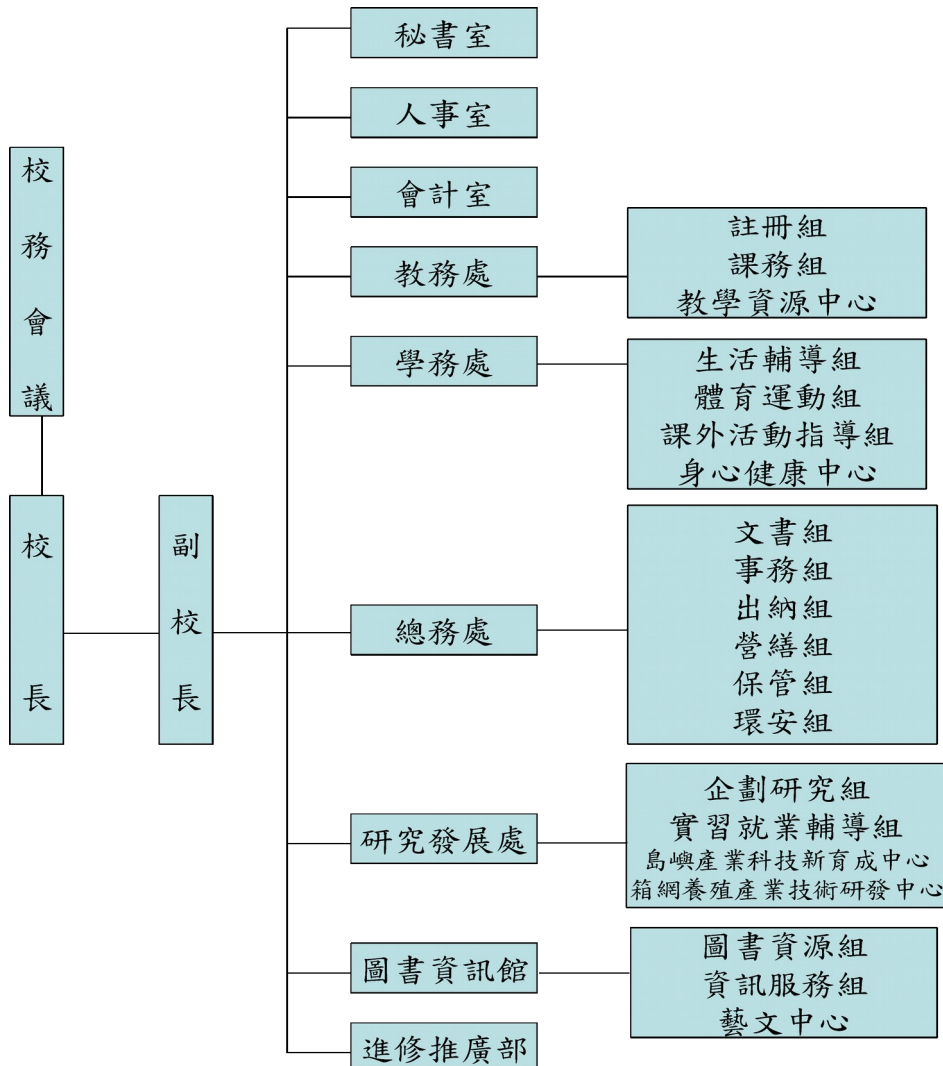 校務會議
校長
副校長
秘書室
人事室
會計室
教務處
註冊組
課務組
教學資源中心
學務處
生活輔導組
體育運動組
課外活動指導組
身心健康中心
總務處
文書組
事務組
出納組
營繕組
保管組
環安組
研究發展處
企劃研究組
實習就業輔導組
島嶼產業科技新育成中心
箱網養殖產業技術研發中心
圖書資訊館
圖書資源組
資訊服務組
藝文中心
進修推廣部